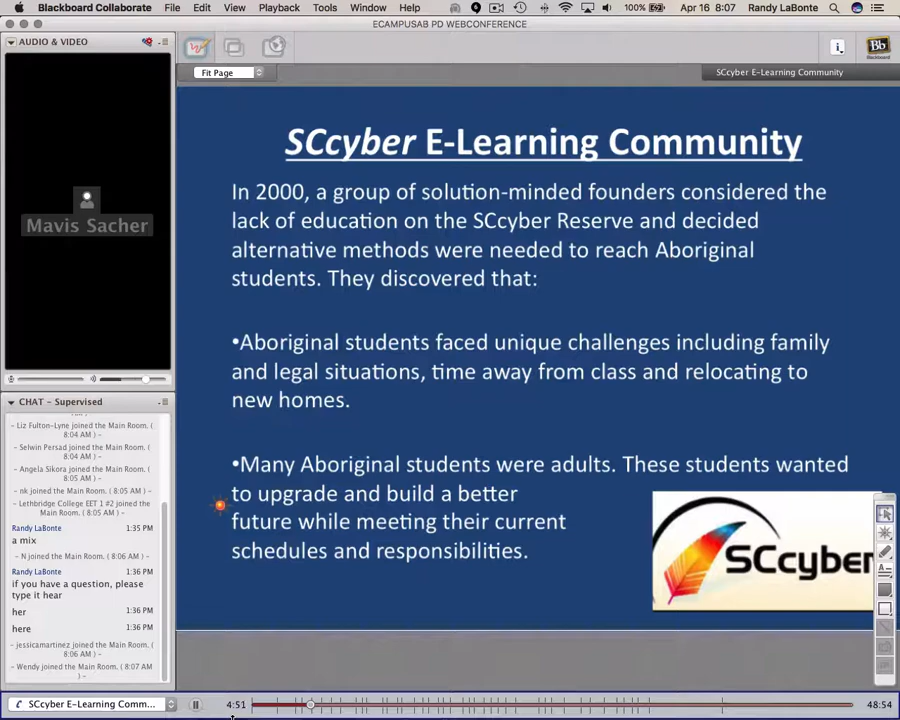 Blackboard Collaborate File Edit View Playback Tools Window Help 100% Apr 16 8:07 Randy LaBonte
ECAMPUSAB PD WEBCONFERENCE
AUDIO & VIDEO
Mavis Sacher
CHAT - Supervised
- Liz Fulton-Lyne joined the Main Room. (
8:04 AM ) -
- Selwin Persad joined the Main Room. (
8:04 AM ) -
- Angela Sikora joined the Main Room. (
8:05 AM ) -
- nk joined the Main Room. ( 8:05 AM ) -
- Lethbridge College EET 1 #2 joined the
Main Room. ( 8:05 AM ) -
Randy LaBonte 1:35 PM
a mix
- N joined the Main Room. ( 8:06 AM ) -
Randy LaBonte 1:36 PM
if you have a question, please
type it hear
her 1:36 PM
here 1:36 PM
- jessicamartinez joined the Main Room. (
8:06 AM ) -
- Wendy joined the Main Room. ( 8:07 AM
) -
Fit Page
SCcyber E-Learning Community
i
Bb
Blackboard
SCcyber E-Learning Community
In 2000, a group of solution-minded founders considered the
lack of education on the SCcyber Reserve and decided
alternative methods were needed to reach Aboriginal
students. They discovered that:
•Aboriginal students faced unique challenges including family
and legal situations, time away from class and relocating to
new homes.
•Many Aboriginal students were adults. These students wanted
to upgrade and build a better
future while meeting their current
schedules and responsibilities.
SCcyber
SCcyber E-Learning Comm... 4:51 48:54